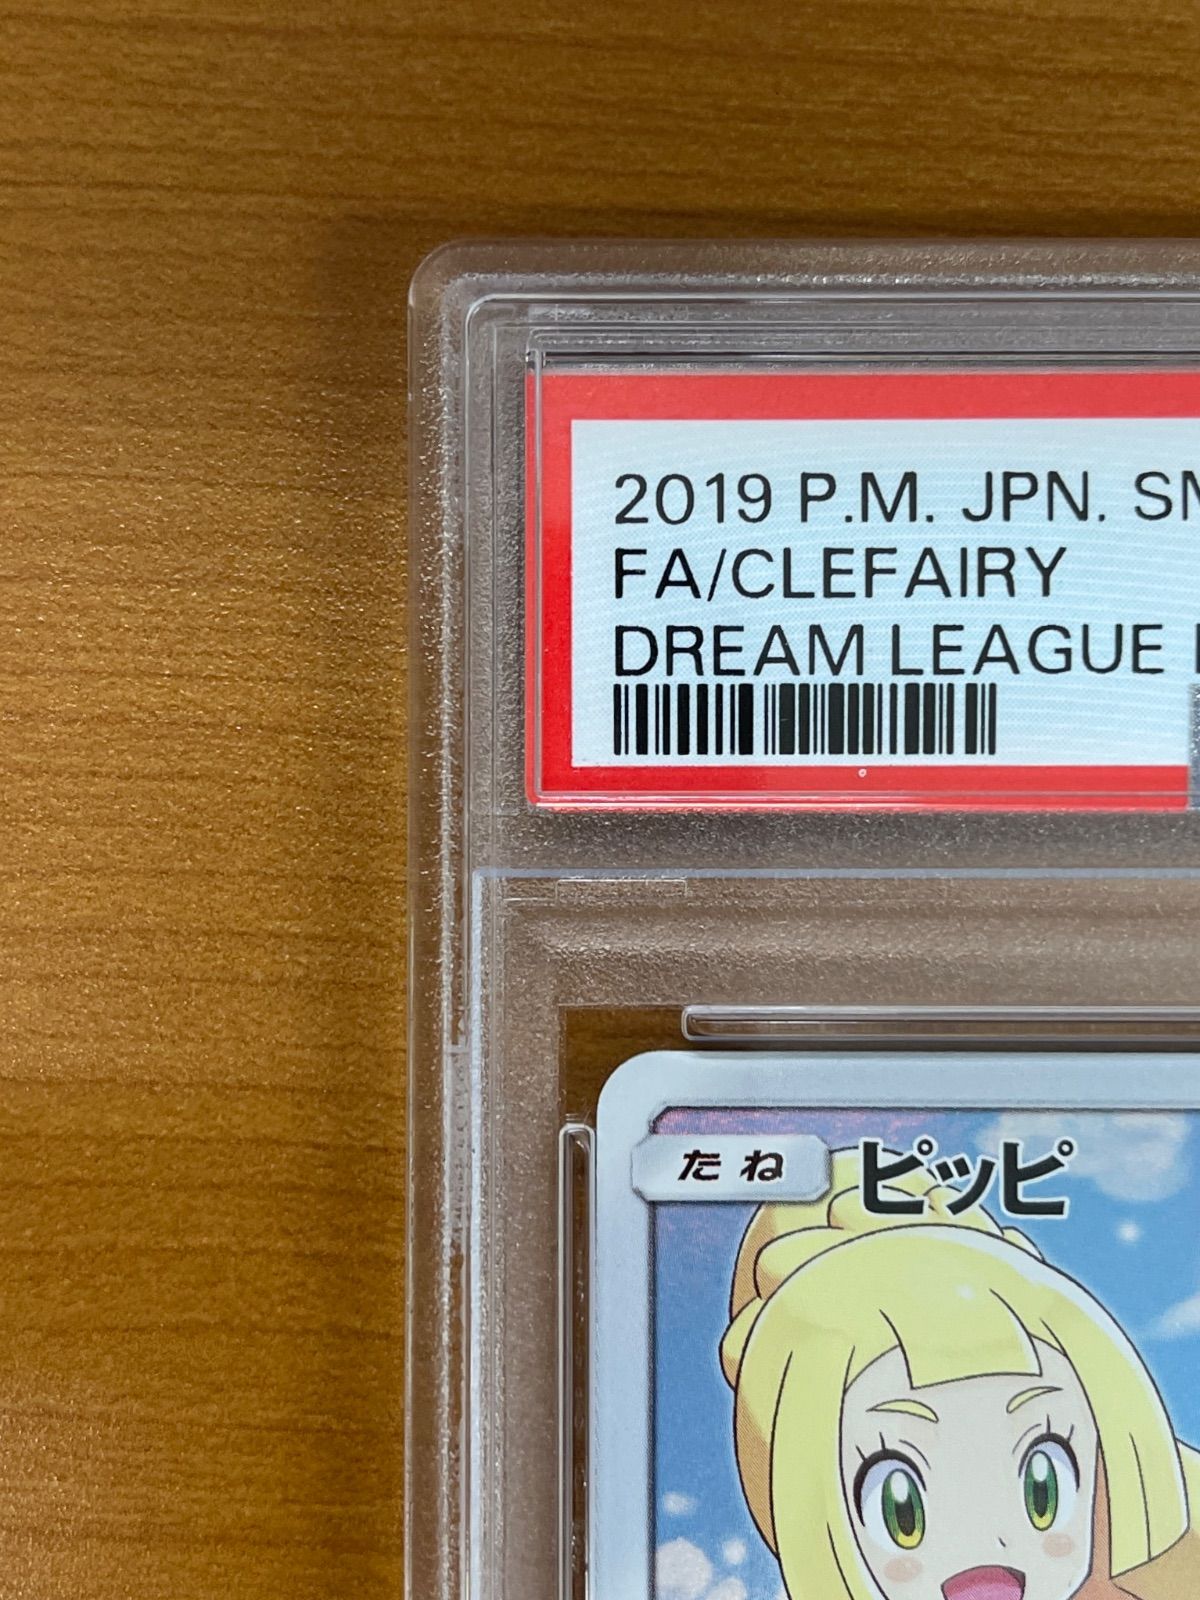 2019 P.M. JPN. SM
FA/CLEFAIRY
DREAM LEAGUE
たね ピッピ